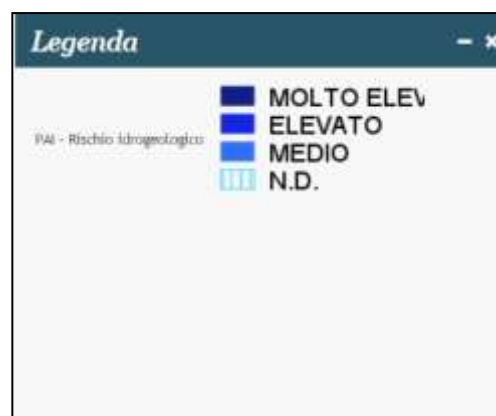 Legenda
MOLTO ELEV
ELEVATO
PAI - Rischio Idrogeologico
MEDIO
N.D.